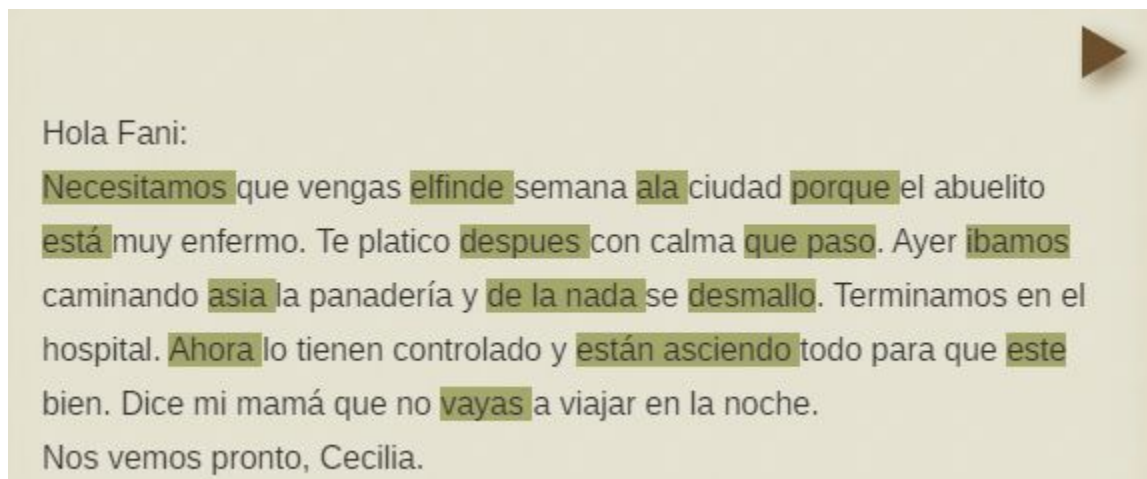 Hola Fani:
Necesitamos que vengas elfinde semana ala ciudad porque el abuelito
está muy enfermo. Te platico despues con calma que paso. Ayer ibamos
caminando asia la panadería y de la nada se desmallo. Terminamos en el
hospital. Ahora lo tienen controlado y están asciendo todo para que este
bien. Dice mi mamá que no vayas a viajar en la noche.
Nos vemos pronto, Cecilia.